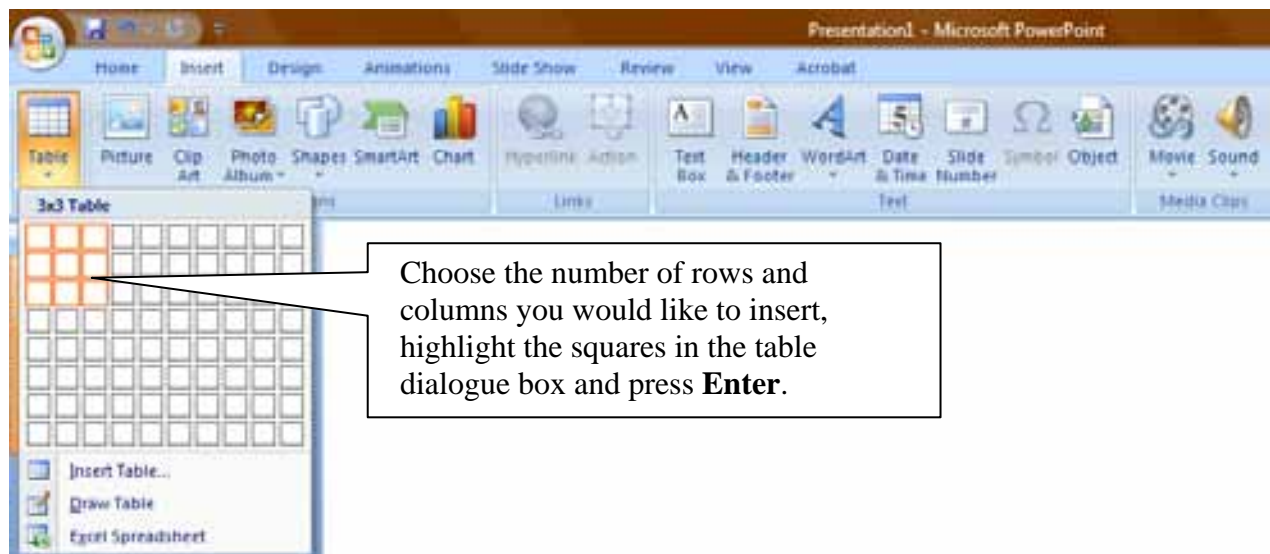 Presentation1 - Microsoft PowerPoint
Home Insert Design Animations Slide Show Review View Acrobat
Table Picture Clip Art Photo Album Shapes SmartArt Chart Hyperlink Action Text Box Header & Footer WordArt Date & Time Slide Number Symbol Object Movie Sound
Links Text Media Clips
3x3 Table
Choose the number of rows and
columns you would like to insert,
highlight the squares in the table
dialogue box and press Enter.
Insert Table...
Draw Table
Excel Spreadsheet